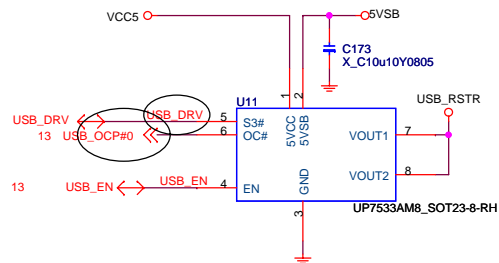 VCC5
5VSB
C173
X_C10u10Y0805
U11
USB_RSTR
1
2
USB_DRV
USB_DRV
5
S3#
5VCC
5VSB
VOUT1
7
13
USB_OCP#0
6
OC#
VOUT2
8
13
USB_EN
USB_EN
4
EN
GND
UP7533AM8_SOT23-8-RH
3